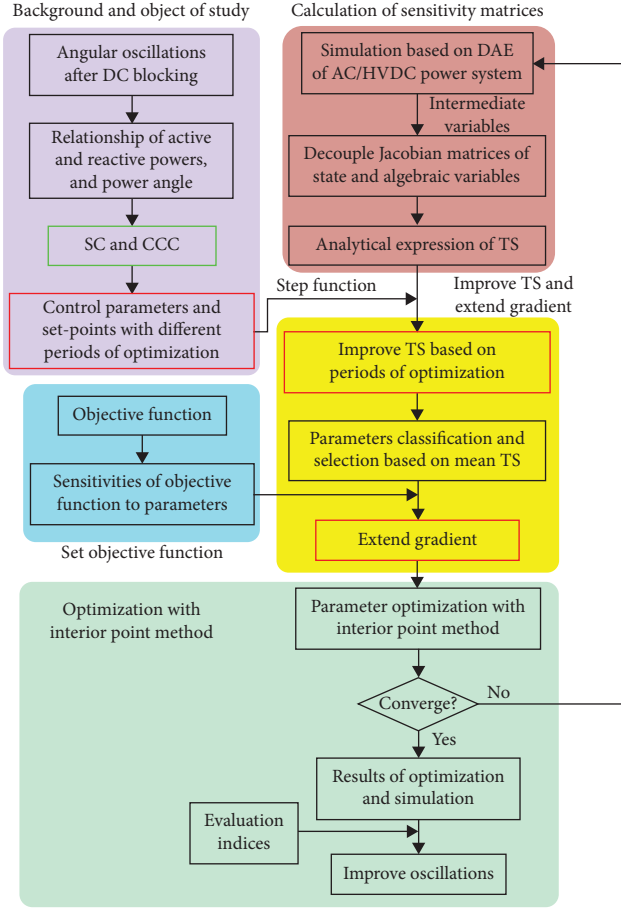 Background and object of study
Angular oscillations
after DC blocking
Relationship of active
and reactive powers,
and power angle
SC and CCC
Control parameters and
set-points with different
periods of optimization
Calculation of sensitivity matrices
Simulation based on DAE
of AC/HVDC power system
Intermediate
variables
Decouple Jacobian matrices of
state and algebraic variables
Analytical expression of TS
Step function
Improve TS and
extend gradient
Improve TS based on
periods of optimization
Parameters classification and
selection based on mean TS
Extend gradient
Objective function
Sensitivities of objective
function to parameters
Set objective function
Optimization with
interior point method
Parameter optimization with
interior point method
Converge?
No
Yes
Results of optimization
and simulation
Evaluation
indices
Improve oscillations